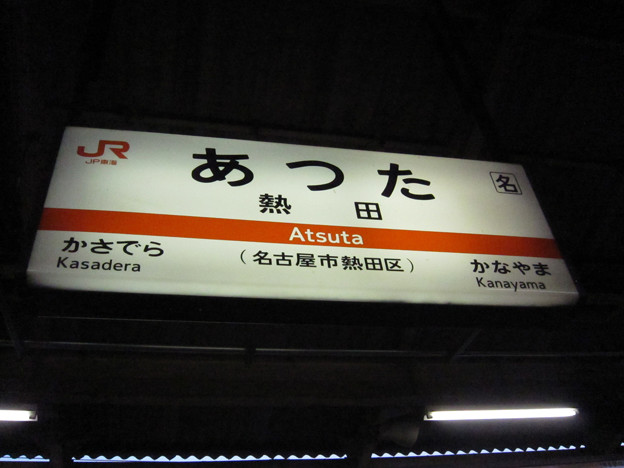 JR
JR東海
あつた
名
熱田
Atsuta
かさでら
Kasadera
(名古屋市熱田区)
かなやま
Kanayama